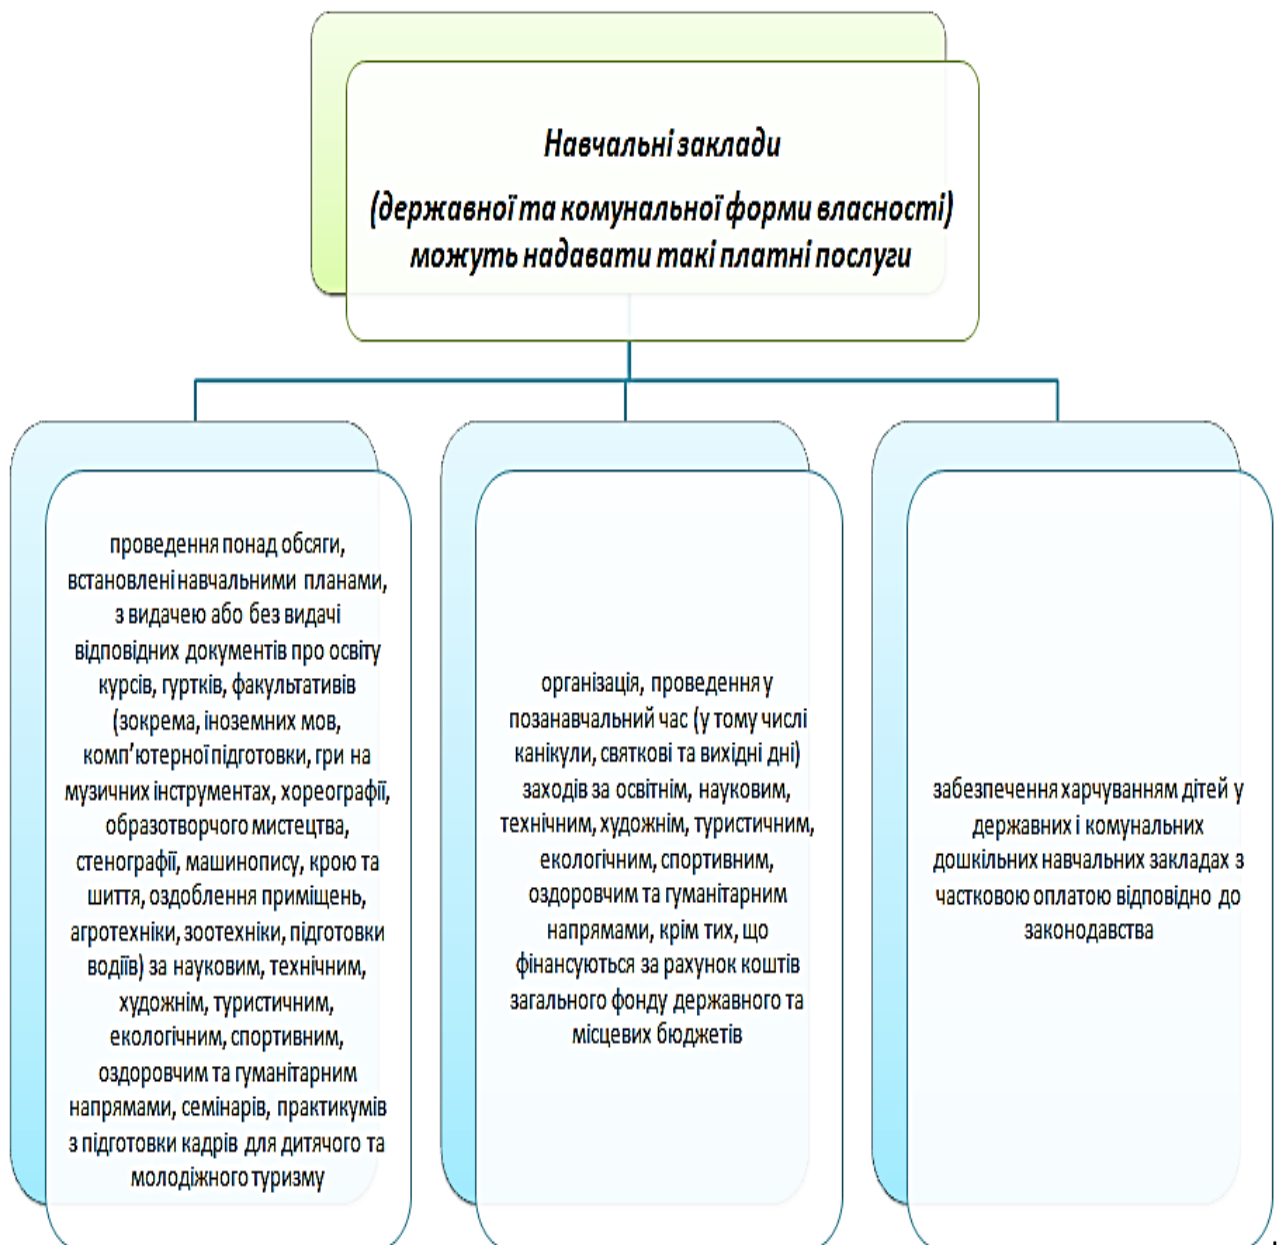 Навчальні заклади
(державної та комунальної форми власності)
можуть надавати такі платні послуги
проведення понад обсяги,
встановлені навчальними планами,
з видачею або без видачі
відповідних документів про освіту
курсів, гуртків, факультативів
(зокрема, іноземних мов,
комп’ютерної підготовки, гри на
музичних інструментах, хореографії,
образотворчого мистецтва,
стенографії, машинопису, крою та
шиття, оздоблення приміщень,
агротехніки, зоотехніки, підготовки
водіїв) за науковим, технічним,
художнім, туристичним,
екологічним, спортивним,
оздоровчим та гуманітарним
напрямами, семінарів, практикумів
з підготовки кадрів для дитячого та
молодіжного туризму
організація, проведення у
позанавчальний час (у тому числі
канікули, святкові та вихідні дні)
заходів за освітнім, науковим,
технічним, художнім, туристичним,
екологічним, спортивним,
оздоровчим та гуманітарним
напрямами, крім тих, що
фінансуються за рахунок коштів
загального фонду державного та
місцевих бюджетів
забезпечення харчуванням дітей у
державних і комунальних
дошкільних навчальних закладах з
частковою оплатою відповідно до
законодавства